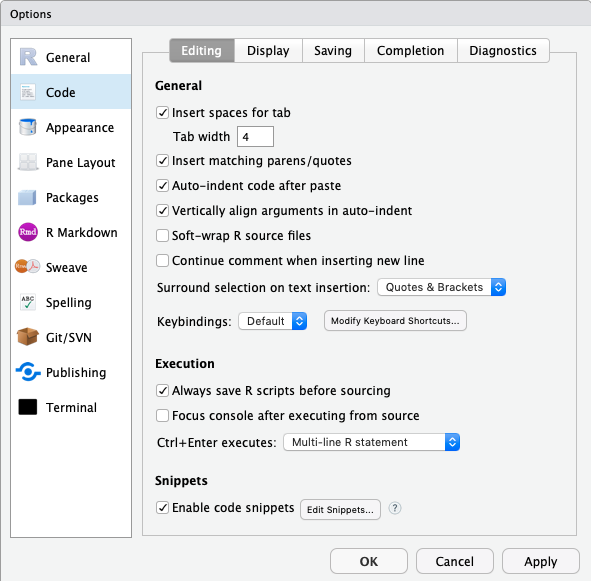 Options
R General
Code
Appearance
Pane Layout
Packages
Rmd R Markdown
Rmd Sweave
ABC Spelling
Git/SVN
Publishing
Terminal
Editing Display Saving Completion Diagnostics
General
Insert spaces for tab
Tab width 4
Insert matching parens/quotes
Auto-indent code after paste
Vertically align arguments in auto-indent
Soft-wrap R source files
Continue comment when inserting new line
Surround selection on text insertion: Quotes & Brackets
Keybindings: Default Modify Keyboard Shortcuts...
Execution
Always save R scripts before sourcing
Focus console after executing from source
Ctrl+Enter executes: Multi-line R statement
Snippets
Enable code snippets Edit Snippets... ?
OK Cancel Apply